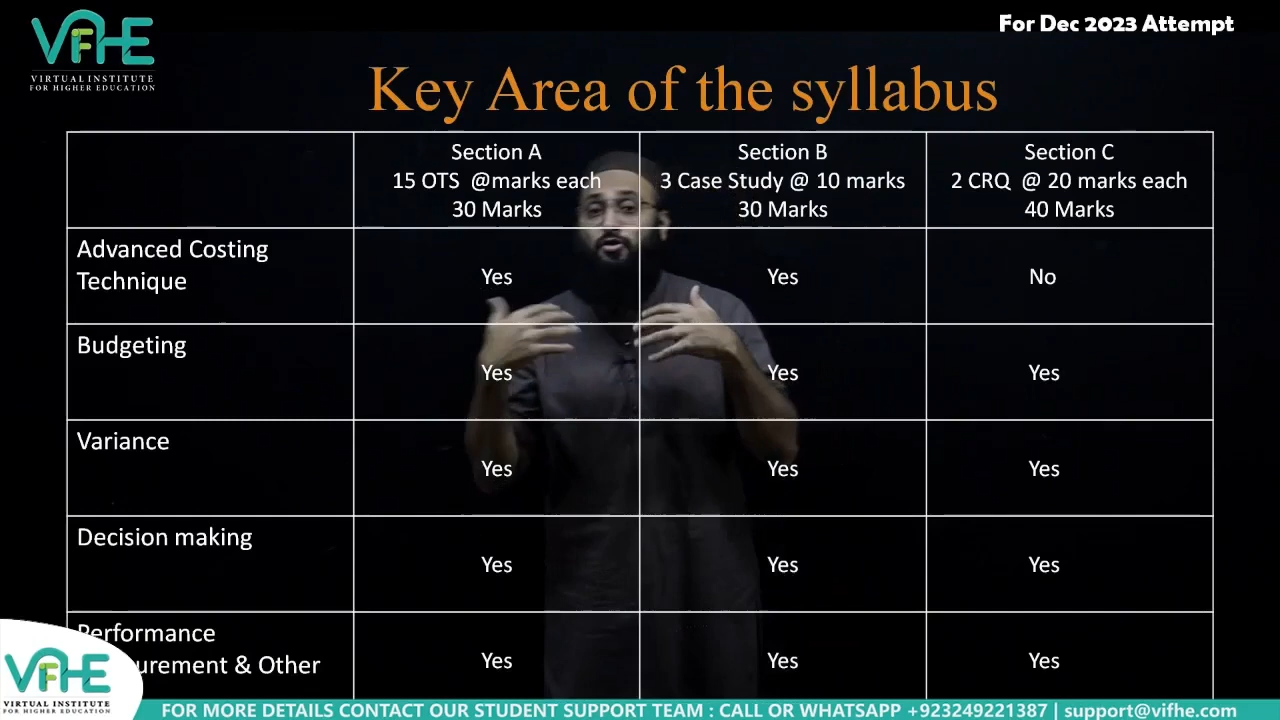 VIFHE
VIRTUAL INSTITUTE
FOR HIGHER EDUCATION
For Dec 2023 Attempt
Key Area of the syllabus
Section A
15 OTS @marks each
30 Marks
Section B
3 Case Study @ 10 marks
30 Marks
Section C
2 CRQ @ 20 marks each
40 Marks
Advanced Costing
Technique
Yes
Yes
No
Budgeting
Yes
Yes
Yes
Variance
Yes
Yes
Yes
Decision making
Yes
Yes
Yes
Performance
urement & Other
Yes
Yes
Yes
VIFHE
VIRTUAL INSTITUTE
FOR HIGHER EDUCATION
FOR MORE DETAILS CONTACT OUR STUDENT SUPPORT TEAM : CALL OR WHATSAPP +923249221387 | support@vifhe.com